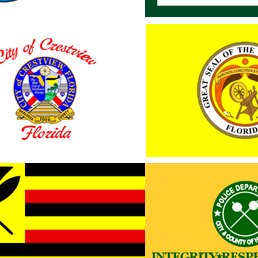 City of Crestview
CITY OF CRESTVIEW FLORIDA
Florida
GREAT SEAL OF THE
FLORID
POLICE DEPAR
CITY & COUNTY OF H
INTEGRITY★RESPE